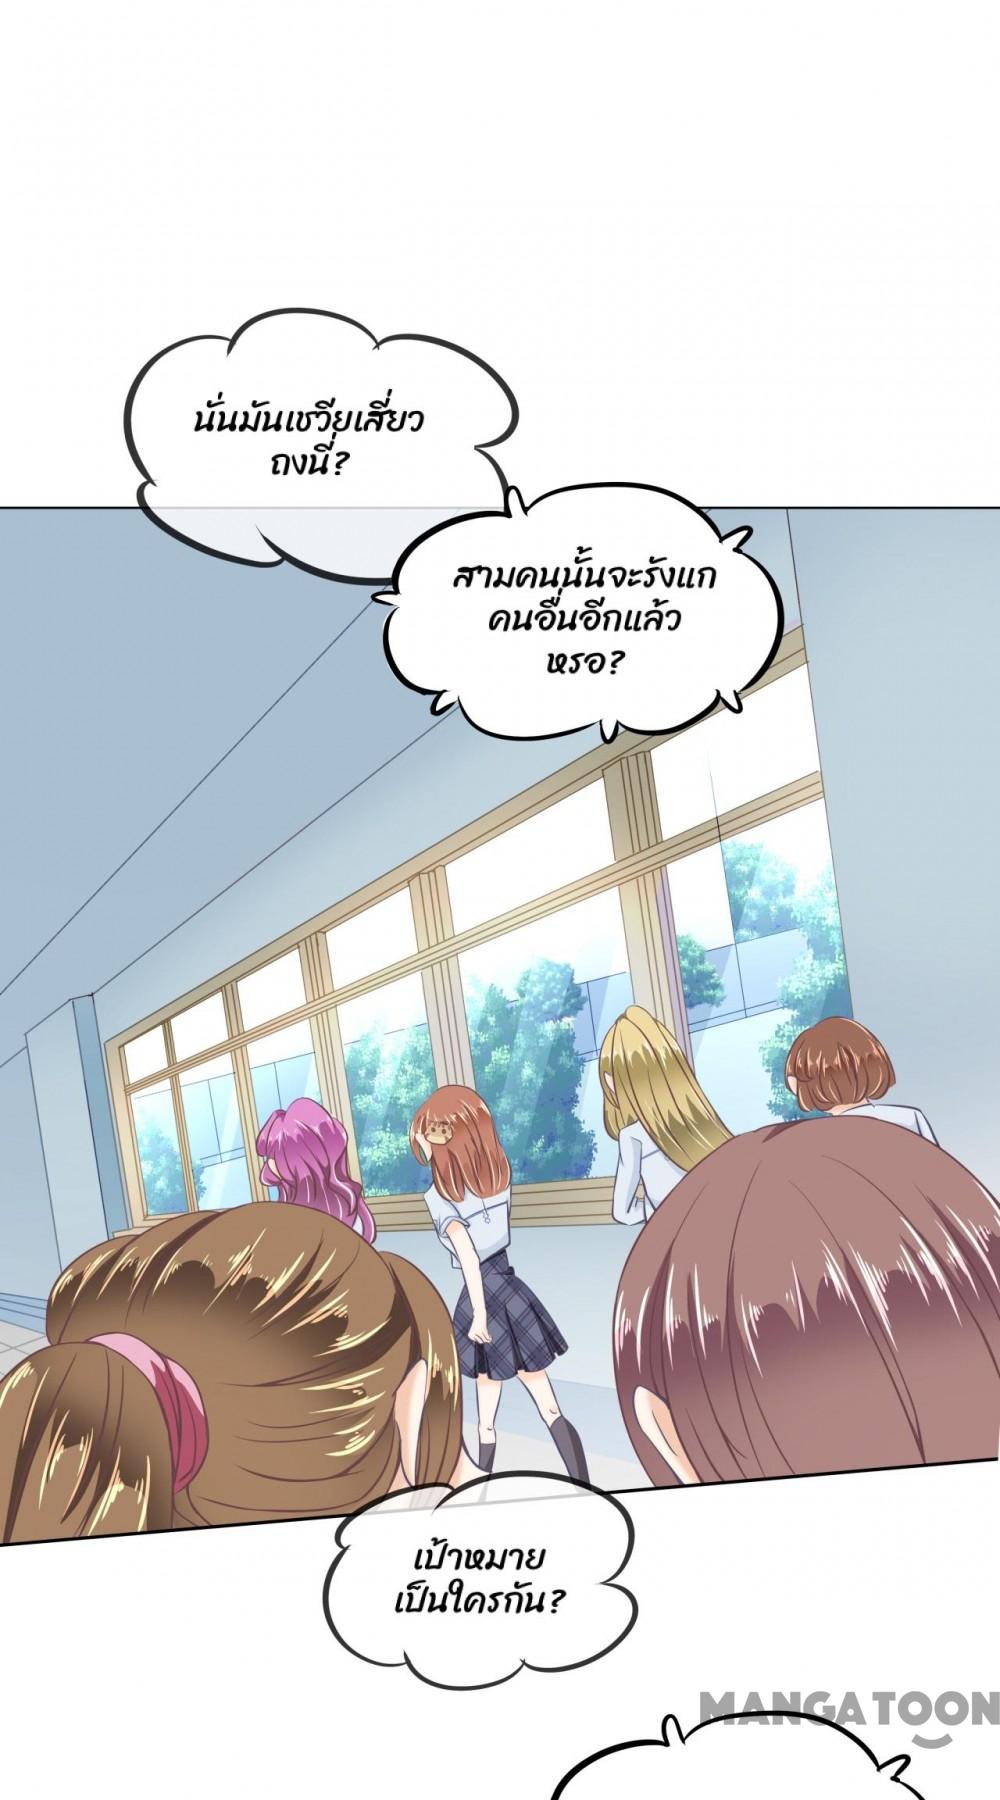 นั่นมันเชวียเสี่ยว
ถงนี่?
สามคนนั้นจะรังแก
คนอื่นอีกแล้ว
หรอ?
เป้าหมาย
เป็นใครกัน?
MANGATOON